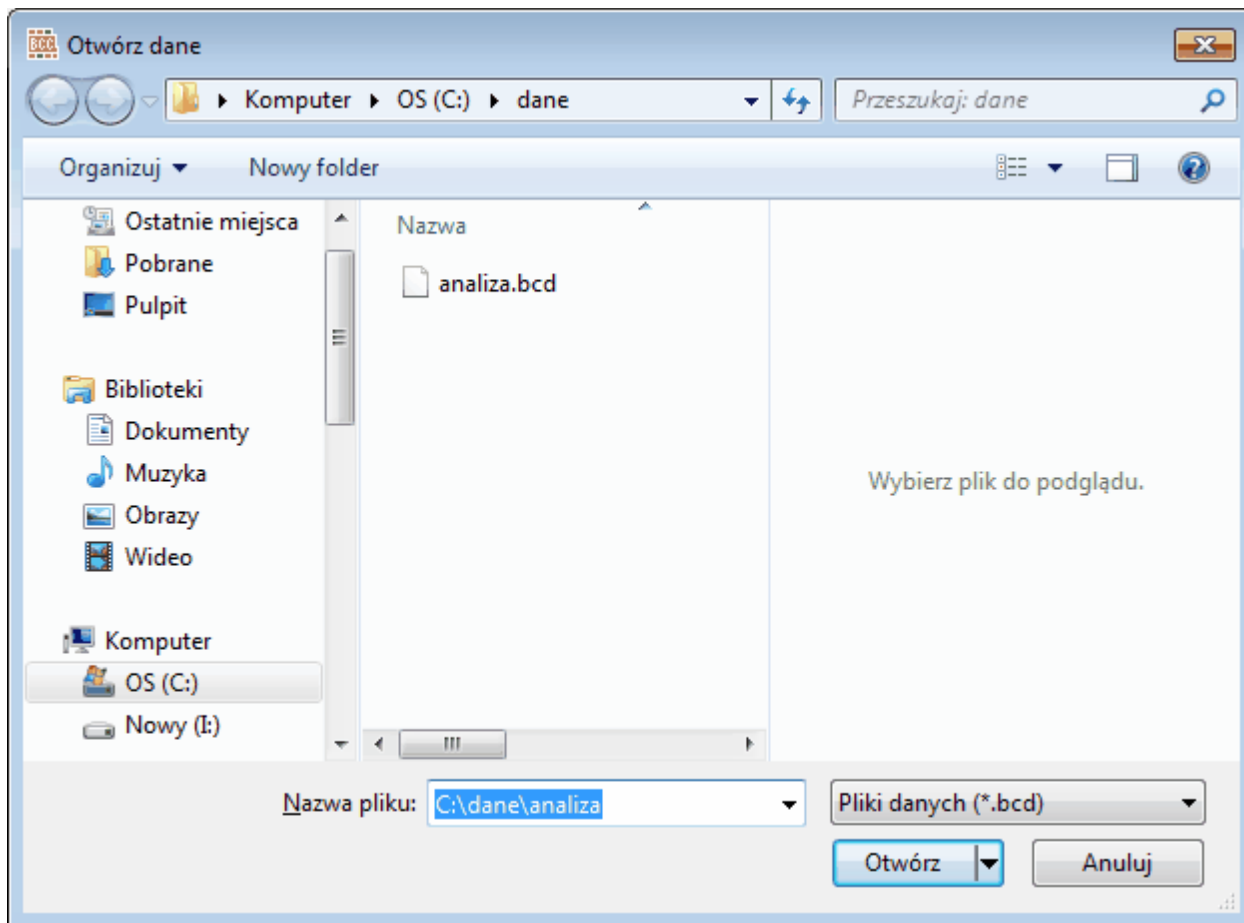 BCC Otwórz dane
Komputer OS (C:) dane Przeszukaj: dane
Organizuj Nowy folder
Ostatnie miejsca
Pobrane
Pulpit
Biblioteki
Dokumenty
Muzyka
Obrazy
Wideo
Komputer
OS (C:)
Nowy (I:)
Nazwa
analiza.bcd
Wybierz plik do podglądu.
Nazwa pliku: C:\dane\analiza Pliki danych (*.bcd)
Otwórz Anuluj